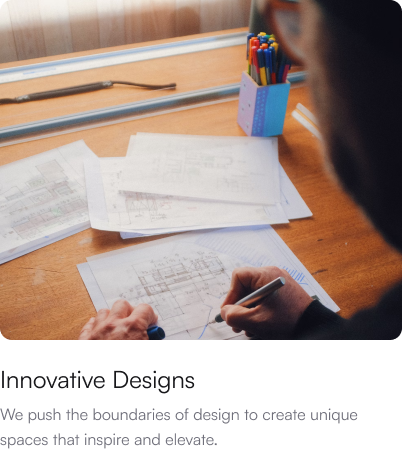 Innovative Designs
We push the boundaries of design to create unique
spaces that inspire and elevate.